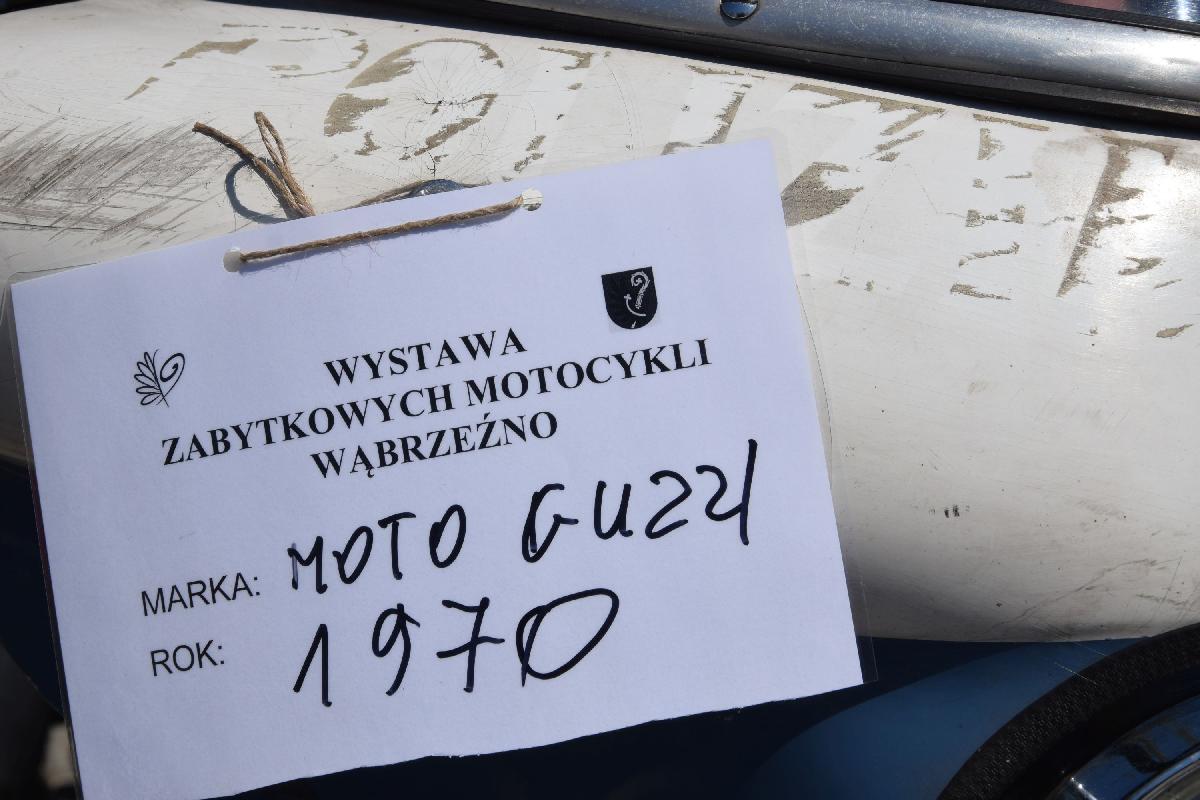 WYSTAWA
ZABYTKOWYCH MOTOCYKLI
WĄBRZEŹNO
MARKA: MOTO GUZZI
ROK: 1970